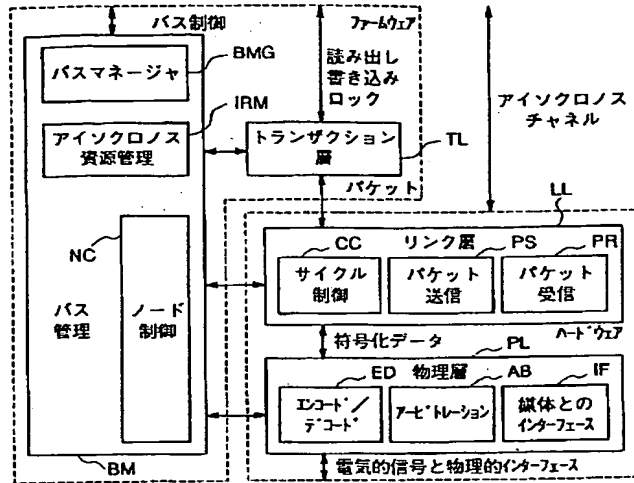 バス制御
ファームウェア
バスマネージャ
BMG
読み出し
書き込み
ロック
IRM
アイソクロノス
資源管理
アイソクロノス
チャネル
トランザクション
層
TL
パケット
LL
NC
CC
リンク層
PS
PR
サイクル
制御
パケット
送信
パケット
受信
バス
管理
ノード
制御
符号化データ
PL
ハードウェア
ED
物理層
AB
IF
エンコード/
デコード
アービトレーション
媒体との
インターフェース
BM
電気的信号と物理的インターフェース